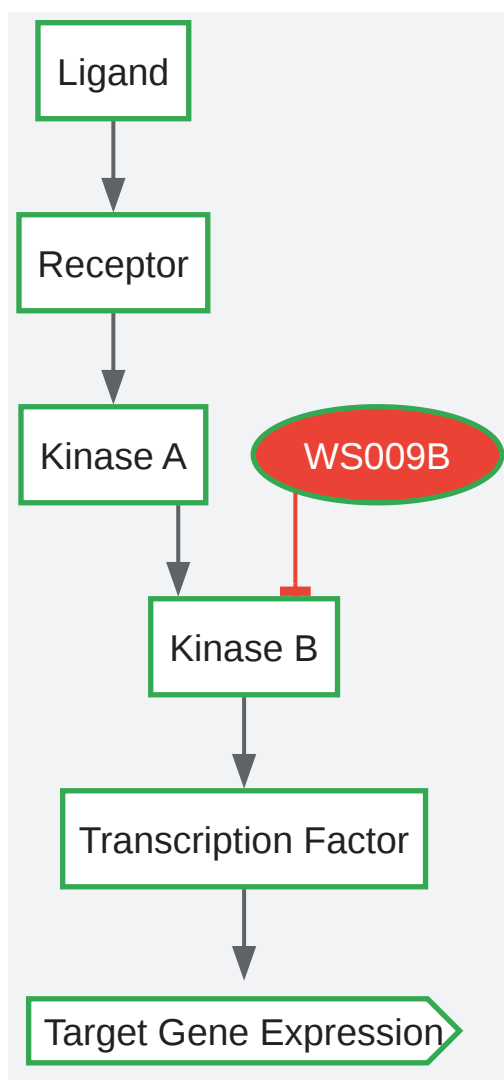 Ligand
Receptor
Kinase A
WS009B
Kinase B
Transcription Factor
Target Gene Expression